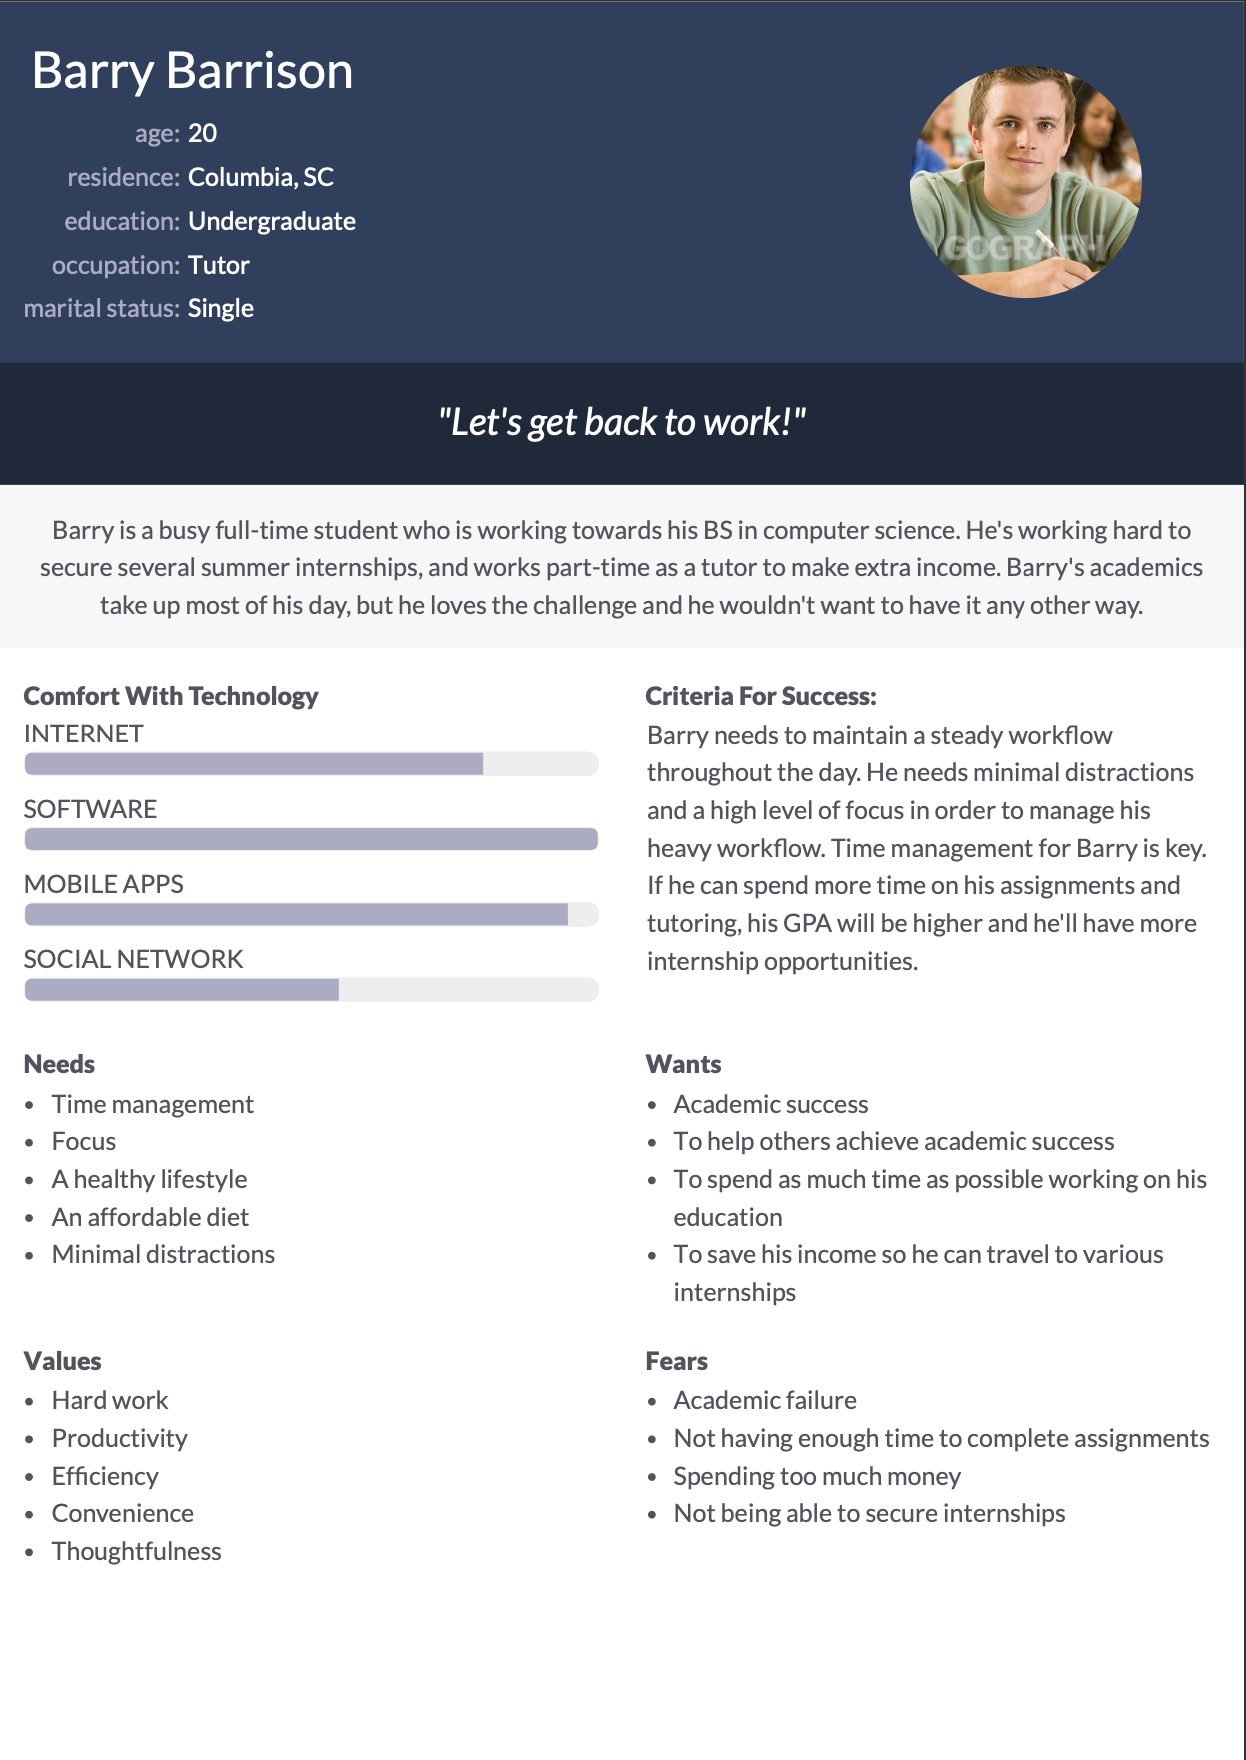 Barry Barrison
age: 20
residence: Columbia, SC
education: Undergraduate
occupation: Tutor
marital status: Single
GOGRAPH
"Let's get back to work!"
Barry is a busy full-time student who is working towards his BS in computer science. He's working hard to
secure several summer internships, and works part-time as a tutor to make extra income. Barry's academics
take up most of his day, but he loves the challenge and he wouldn't want to have it any other way.
Comfort With Technology
INTERNET
SOFTWARE
MOBILE APPS
SOCIAL NETWORK
Criteria For Success:
Barry needs to maintain a steady workflow
throughout the day. He needs minimal distractions
and a high level of focus in order to manage his
heavy workflow. Time management for Barry is key.
If he can spend more time on his assignments and
tutoring, his GPA will be higher and he'll have more
internship opportunities.
Needs
• Time management
• Focus
• A healthy lifestyle
• An affordable diet
• Minimal distractions
Wants
• Academic success
• To help others achieve academic success
• To spend as much time as possible working on his
education
• To save his income so he can travel to various
internships
Values
• Hard work
• Productivity
• Efficiency
• Convenience
• Thoughtfulness
Fears
• Academic failure
• Not having enough time to complete assignments
• Spending too much money
• Not being able to secure internships